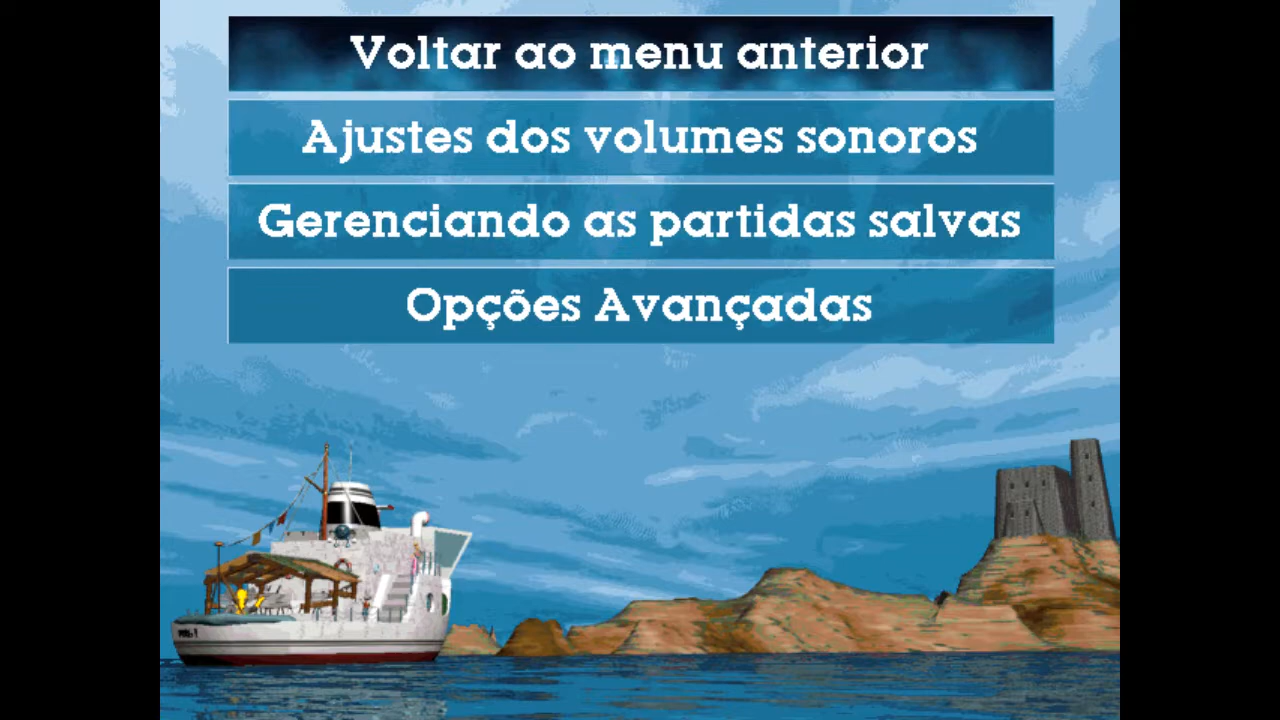 Voltar ao menu anterior
Ajustes dos volumes sonoros
Gerenciando as partidas salvas
Opções Avançadas